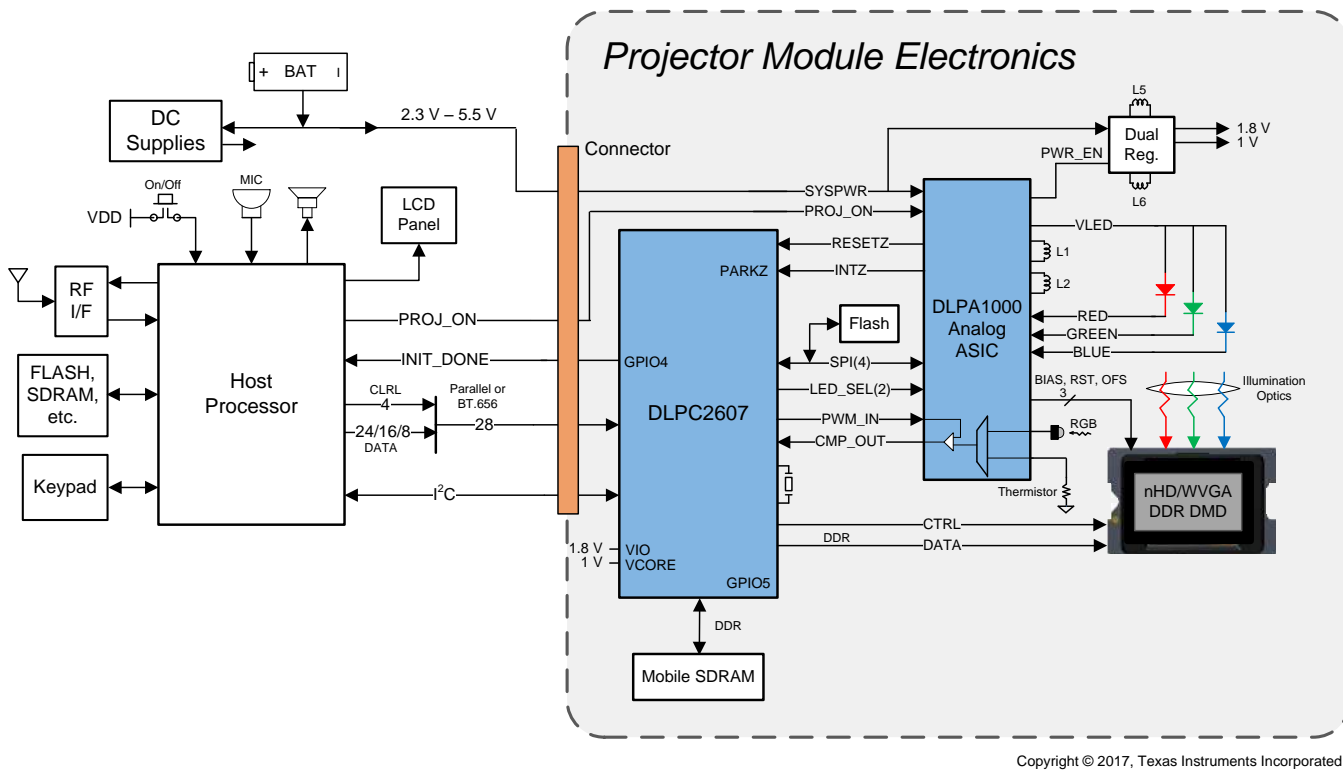 Projector Module Electronics
+ BAT I
DC
Supplies
2.3 V – 5.5 V
Connector
L5
Dual
Reg.
L6
1.8 V
1 V
PWR_EN
On/Off
VDD
MIC
LCD
Panel
SYSPWR
PROJ_ON
VLED
RESETZ
PARKZ
INTZ
L1
L2
RF
I/F
DLPA1000
Analog
ASIC
Flash
RED
GREEN
BLUE
PROJ_ON
INIT_DONE
GPIO4
SPI(4)
FLASH,
SDRAM,
etc.
Host
Processor
CLRL
4
24/16/8
DATA
Parallel or
BT.656
28
DLPC2607
LED_SEL(2)
PWM_IN
CMP_OUT
BIAS, RST, OFS
3
Illumination
Optics
RGB
Thermistor
nHD/WVGA
DDR DMD
Keypad
I2C
CTRL
DDR
DATA
1.8 V
VIO
1 V
VCORE
GPIO5
DDR
Mobile SDRAM
Copyright © 2017, Texas Instruments Incorporated